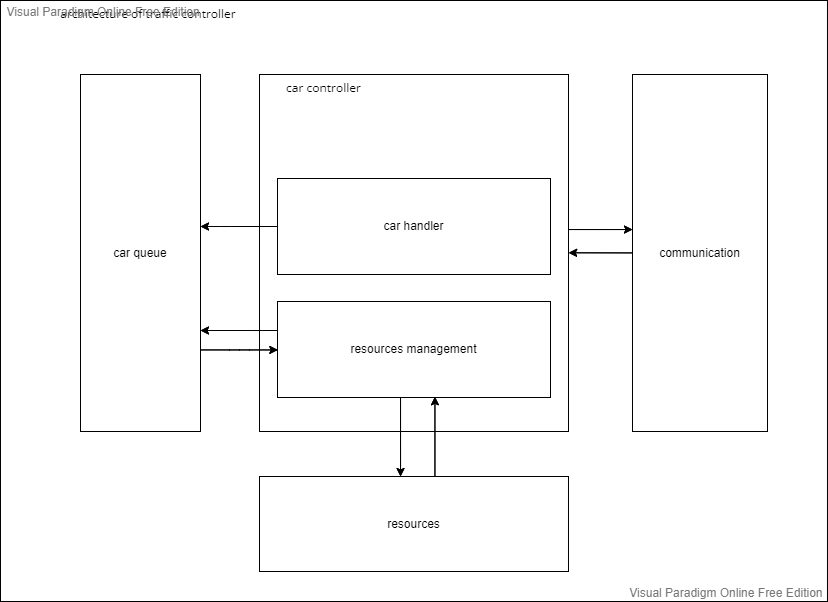 Visual Paradigm Online Free Edition
architecture of traffic controller
car controller
car handler
car queue
communication
resources management
resources
Visual Paradigm Online Free Edition